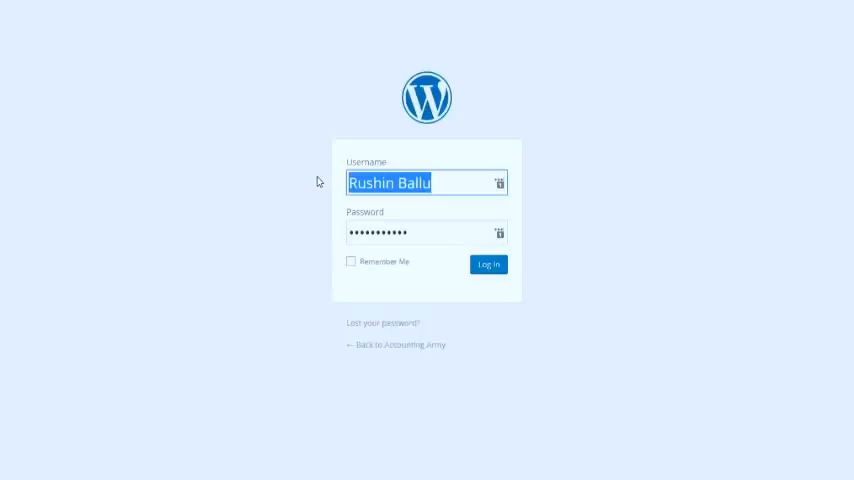 Username
Rushin Ballu
Password
Remember Me
Log In
Lost your password?
← Back to Accounting Army